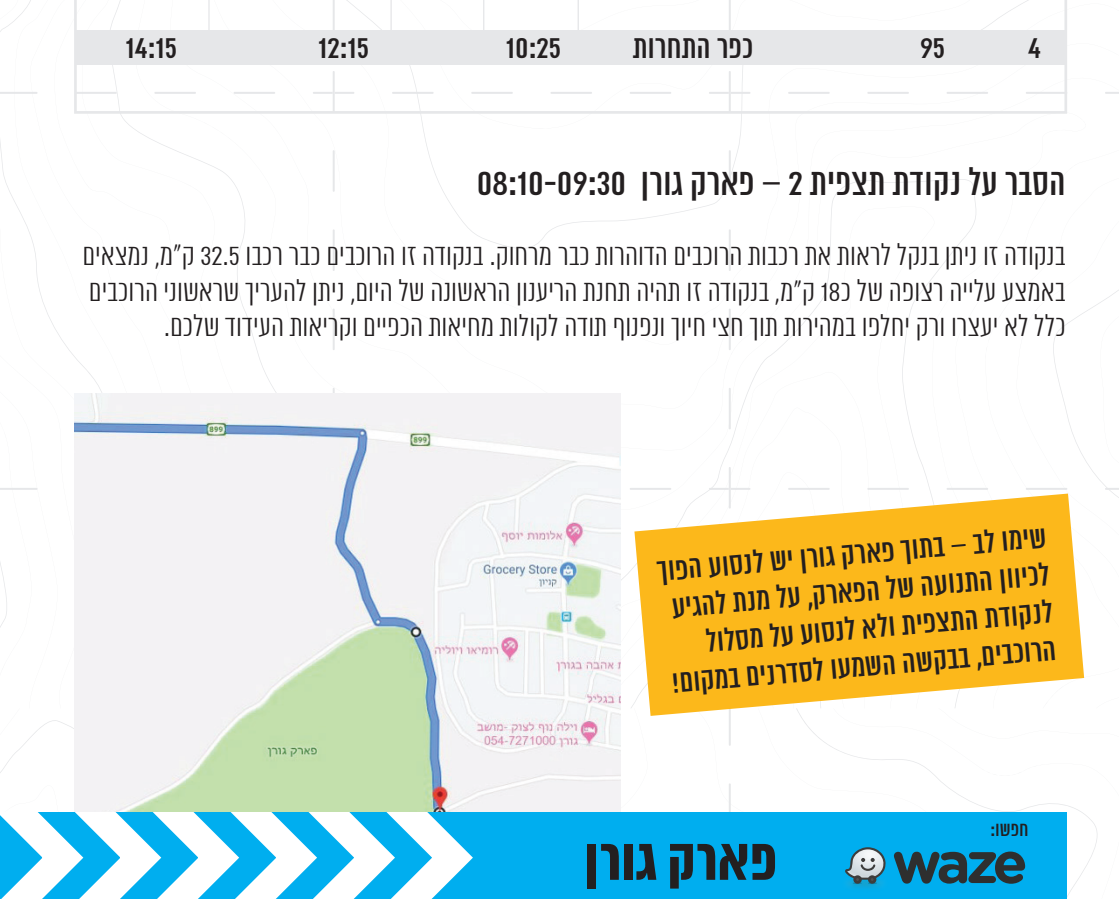 4 95 כפר התחרות 10:25 12:15 14:15
הסבר על נקודת תצפית 2 – פארק גורן 08:10-09:30
בנקודה זו ניתן בנקל לראות את רכבות הרוכבים הדוהרות כבר מרחוק. בנקודה זו הרוכבים כבר רכבו 32.5 ק"מ, נמצאים
באמצע עלייה רצופה של כ18 ק"מ, בנקודה זו תהיה תחנת הריענון הראשונה של היום, ניתן להעריך שראשוני הרוכבים
כלל לא יעצרו ורק יחלפו במהירות תוך חצי חיוך ונפנוף תודה לקולות מחיאות הכפיים וקריאות העידוד שלכם.
899
899
אלומות יוסף
Grocery Store
קניון
רומיאו ויוליה
ת אהבה בגורן
ם בגליל
וילה נוף לצוק -מושב
גורן 054-7271000
פארק גורן
שימו לב – בתוך פארק גורן יש לנסוע הפוך
לכיוון התנועה של הפארק, על מנת להגיע
לנקודת התצפית ולא לנסוע על מסלול
הרוכבים, בבקשה השמעו לסדרנים במקום!
חפשו:
waze
פארק גורן